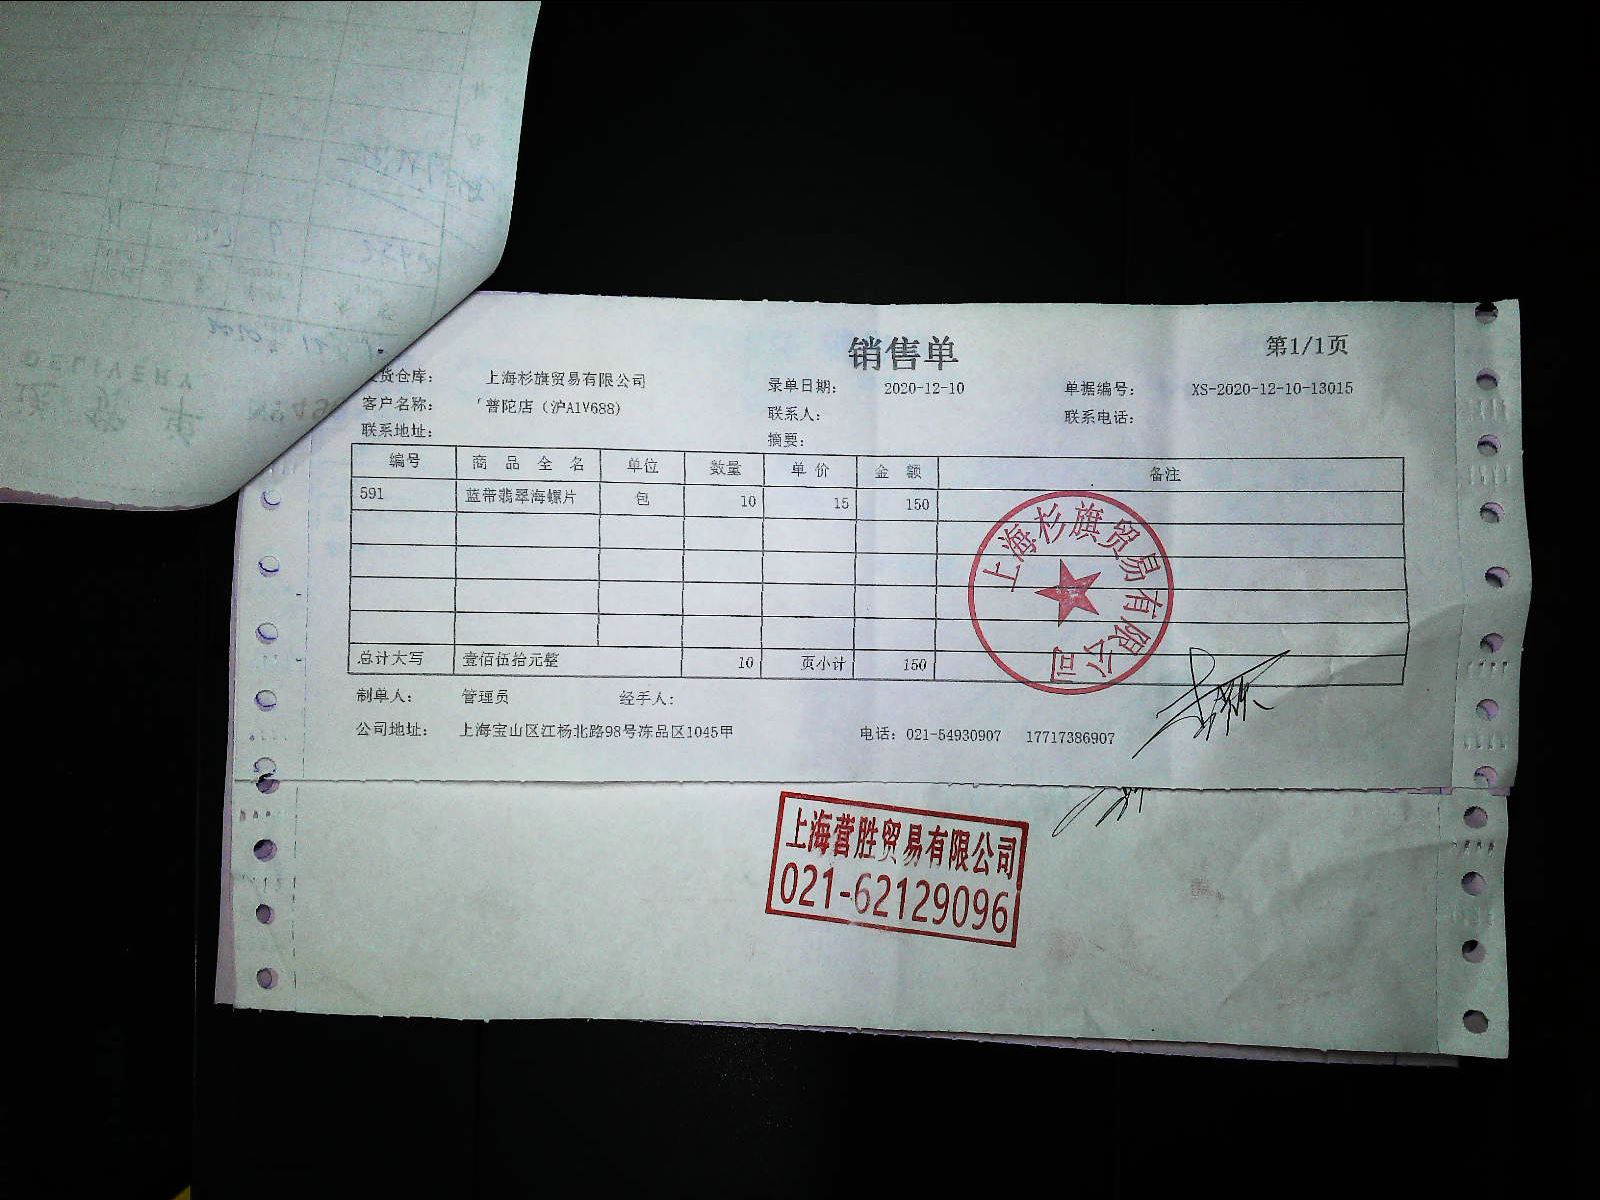 销售单
第1/1页
货仓库： 上海杉旗贸易有限公司 录单日期： 2020-12-10 单据编号： XS-2020-12-10-13015
客户名称： '普陀店（沪A1V688） 联系人： 联系电话：
联系地址： 摘要：
编号 商品全名 单位 数量 单价 金额 备注
591 蓝带翡翠海螺片 包 10 15 150
总计大写 壹佰伍拾元整 10 页小计 150
上海杉旗贸易有限公司
制单人： 管理员 经手人：
公司地址： 上海宝山区江杨北路98号冻品区1045甲 电话：021-54930907 17717386907
上海营胜贸易有限公司
021-62129096
DELIVERY